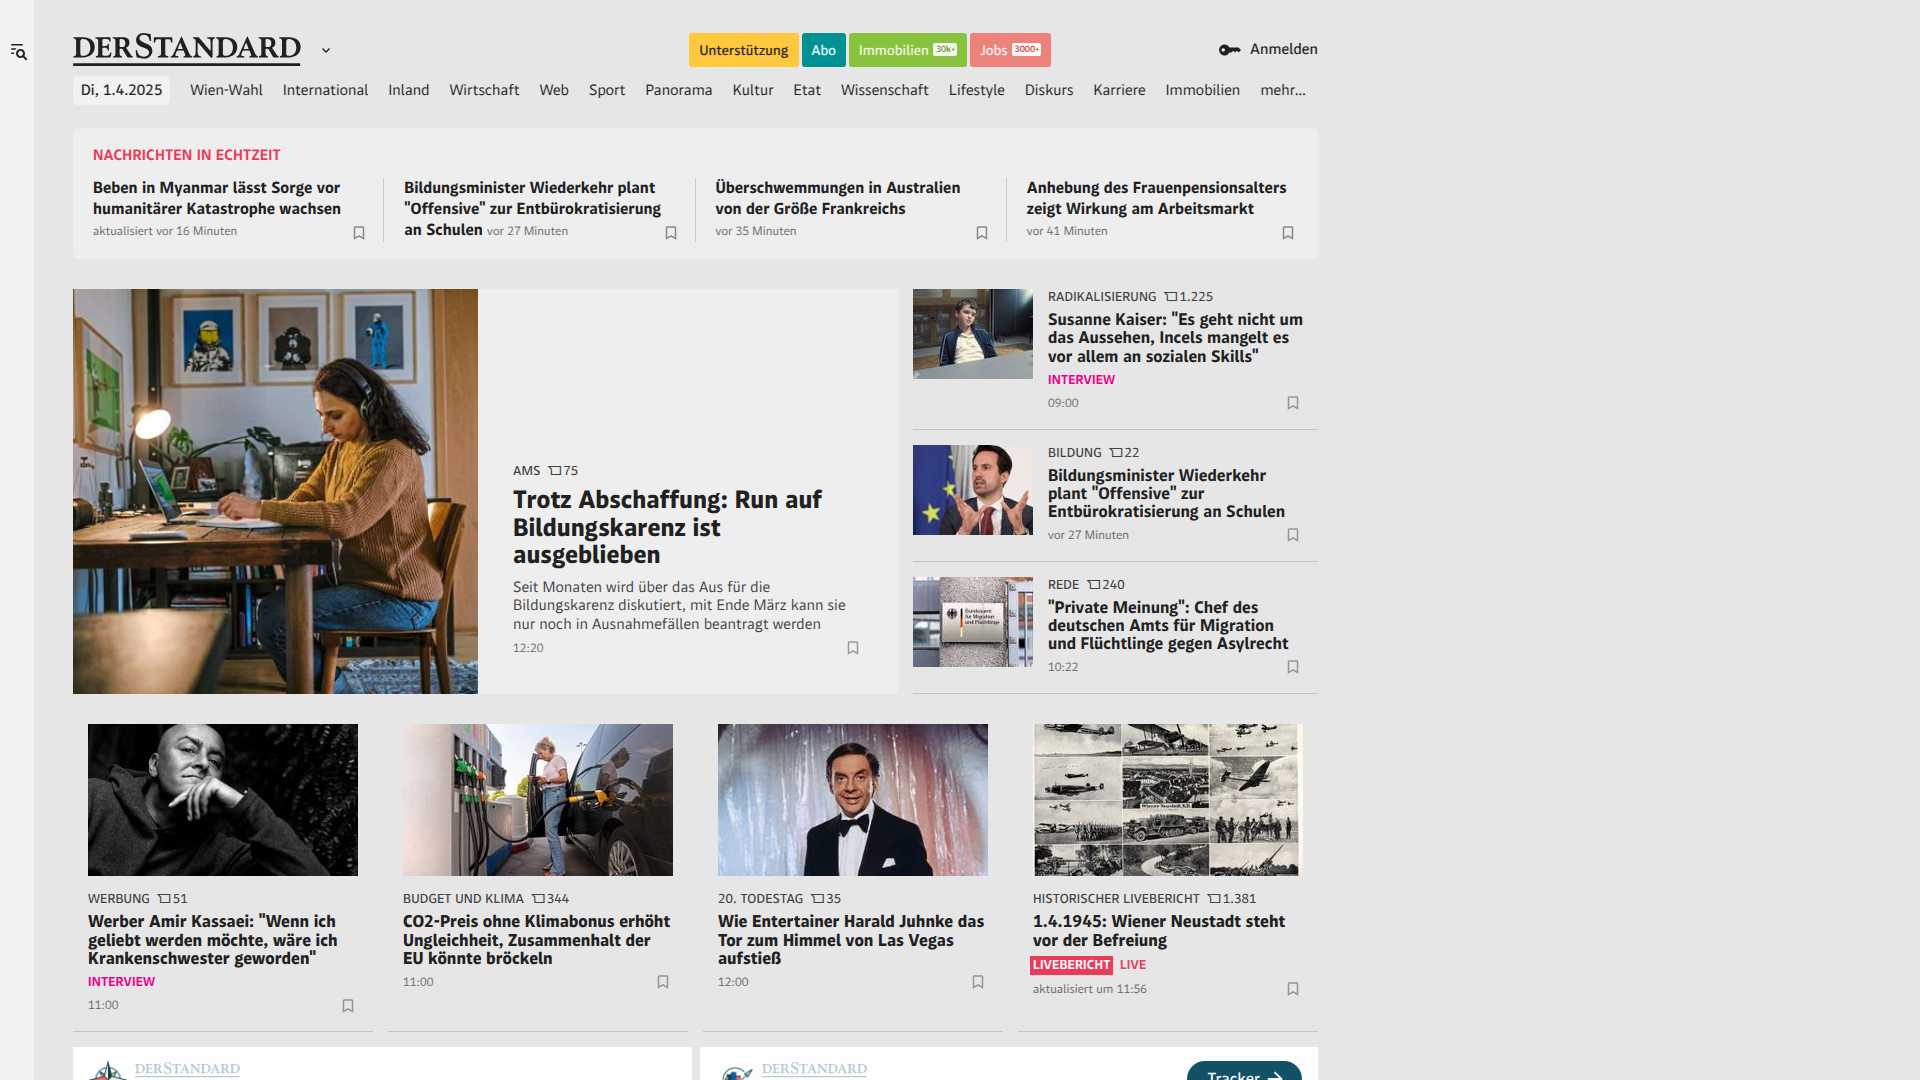 DERSTANDARD
Unterstützung
Abo
Immobilien 30k+
Jobs 3000+
Anmelden
Di, 1.4.2025
Wien-Wahl
International
Inland
Wirtschaft
Web
Sport
Panorama
Kultur
Etat
Wissenschaft
Lifestyle
Diskurs
Karriere
Immobilien
mehr...
NACHRICHTEN IN ECHTZEIT
Beben in Myanmar lässt Sorge vor
humanitärer Katastrophe wachsen
aktualisiert vor 16 Minuten
Bildungsminister Wiederkehr plant
"Offensive" zur Entbürokratisierung
an Schulen vor 27 Minuten
Überschwemmungen in Australien
von der Größe Frankreichs
vor 35 Minuten
Anhebung des Frauenpensionsalters
zeigt Wirkung am Arbeitsmarkt
vor 41 Minuten
AMS 75
Trotz Abschaffung: Run auf
Bildungskarenz ist
ausgeblieben
Seit Monaten wird über das Aus für die
Bildungskarenz diskutiert, mit Ende März kann sie
nur noch in Ausnahmefällen beantragt werden
12:20
RADIKALISIERUNG 1.225
Susanne Kaiser: "Es geht nicht um
das Aussehen, Incels mangelt es
vor allem an sozialen Skills"
INTERVIEW
09:00
BILDUNG 22
Bildungsminister Wiederkehr
plant "Offensive" zur
Entbürokratisierung an Schulen
vor 27 Minuten
Bundesamt
für Migration
und Flüchtlinge
REDE 240
"Private Meinung": Chef des
deutschen Amts für Migration
und Flüchtlinge gegen Asylrecht
10:22
WERBUNG 51
Werber Amir Kassaei: "Wenn ich
geliebt werden möchte, wäre ich
Krankenschwester geworden"
INTERVIEW
11:00
BUDGET UND KLIMA 344
CO2-Preis ohne Klimabonus erhöht
Ungleichheit, Zusammenhalt der
EU könnte bröckeln
11:00
20. TODESTAG 35
Wie Entertainer Harald Juhnke das
Tor zum Himmel von Las Vegas
aufstieß
12:00
Wiener Neustadt
HISTORISCHER LIVEBERICHT 1.381
1.4.1945: Wiener Neustadt steht
vor der Befreiung
LIVEBERICHT LIVE
aktualisiert um 11:56
DERSTANDARD
DERSTANDARD
Tracker